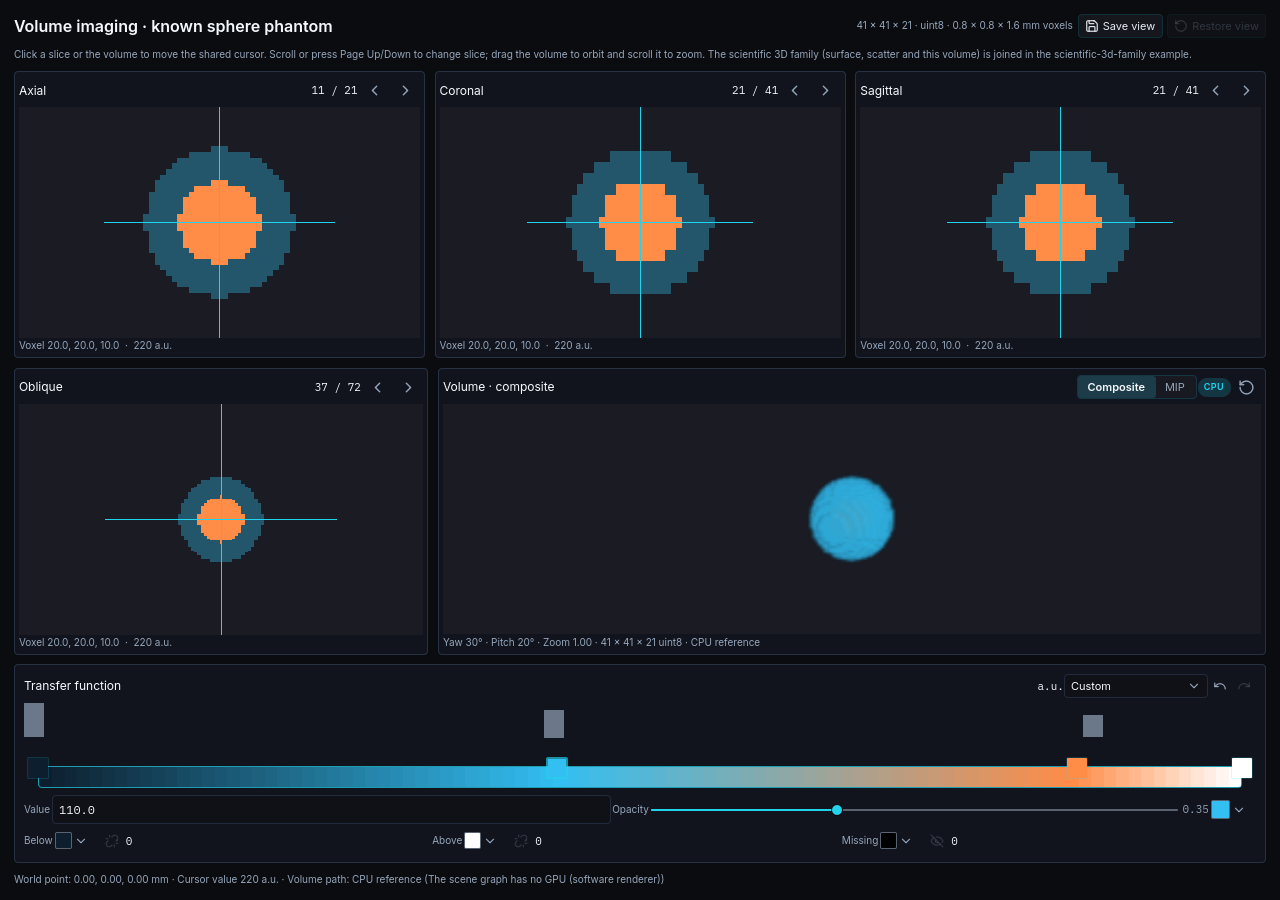 Volume imaging · known sphere phantom
41 × 41 × 21 · uint8 · 0.8 × 0.8 × 1.6 mm voxels Save view Restore view
Click a slice or the volume to move the shared cursor. Scroll or press Page Up/Down to change slice; drag the volume to orbit and scroll it to zoom. The scientific 3D family (surface, scatter and this volume) is joined in the scientific-3d-family example.
Axial 11 / 21
Coronal 21 / 41
Sagittal 21 / 41
Voxel 20.0, 20.0, 10.0 · 220 a.u.
Voxel 20.0, 20.0, 10.0 · 220 a.u.
Voxel 20.0, 20.0, 10.0 · 220 a.u.
Oblique 37 / 72
Volume · composite Composite MIP CPU
Voxel 20.0, 20.0, 10.0 · 220 a.u.
Yaw 30° · Pitch 20° · Zoom 1.00 · 41 × 41 × 21 uint8 · CPU reference
Transfer function a.u. Custom
Value 110.0 Opacity 0.35
Below 0 Above 0 Missing 0
World point: 0.00, 0.00, 0.00 mm · Cursor value 220 a.u. · Volume path: CPU reference (The scene graph has no GPU (software renderer))